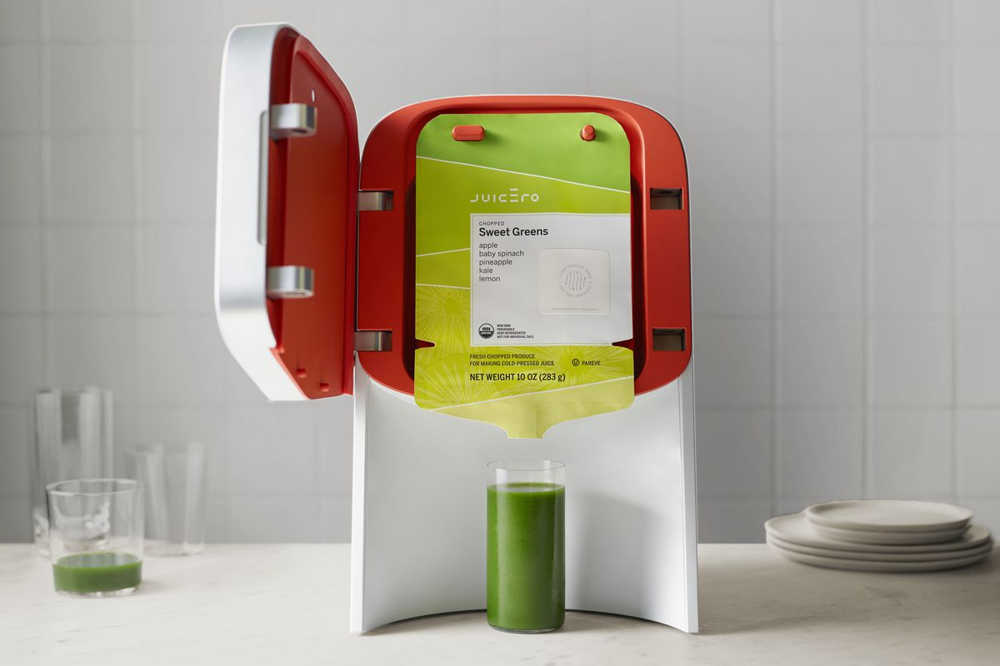 JUICERO
CHOPPED
Sweet Greens
apple
baby spinach
pineapple
kale
lemon
USDA
ORGANIC
NON GMO
PERISHABLE
KEEP REFRIGERATED
NOT FOR INDIVIDUAL SALE
FRESH CHOPPED PRODUCE
FOR MAKING COLD-PRESSED JUICE
U PAREVE
NET WEIGHT 10 OZ (283 g)